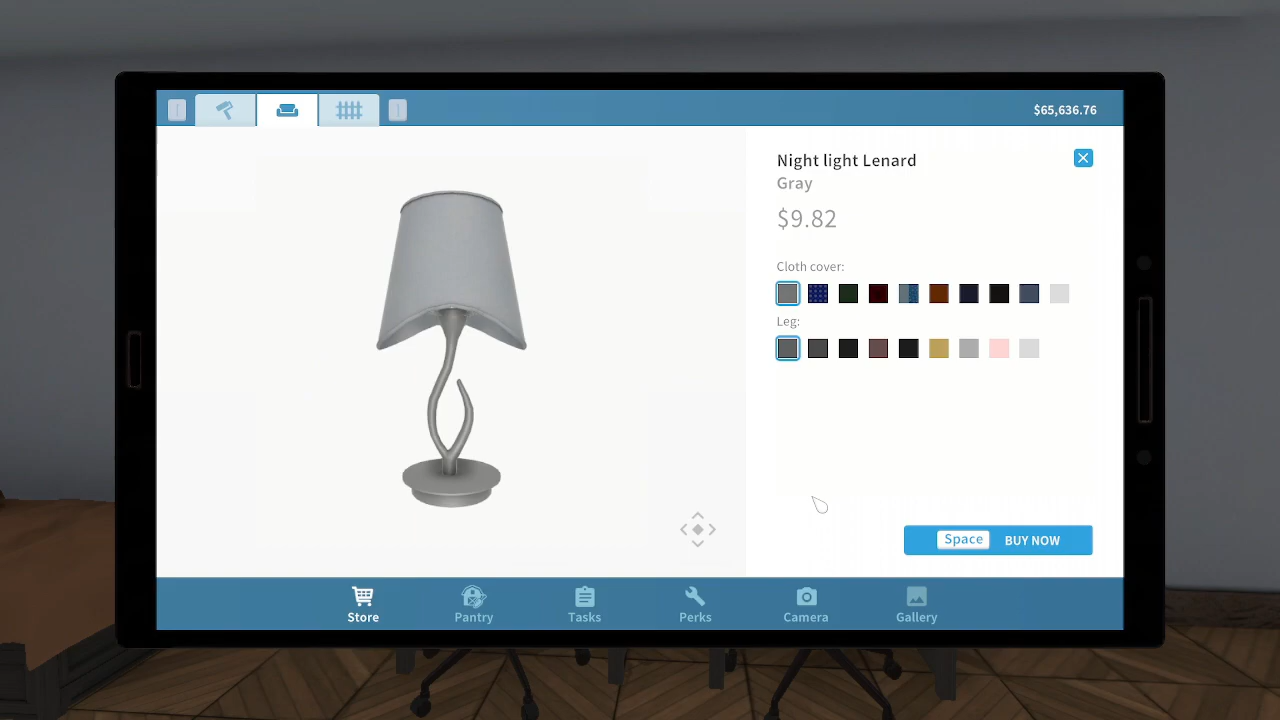 $65,636.76
Night light Lenard
Gray
$9.82
Cloth cover:
Leg:
Space BUY NOW
Store Pantry Tasks Perks Camera Gallery